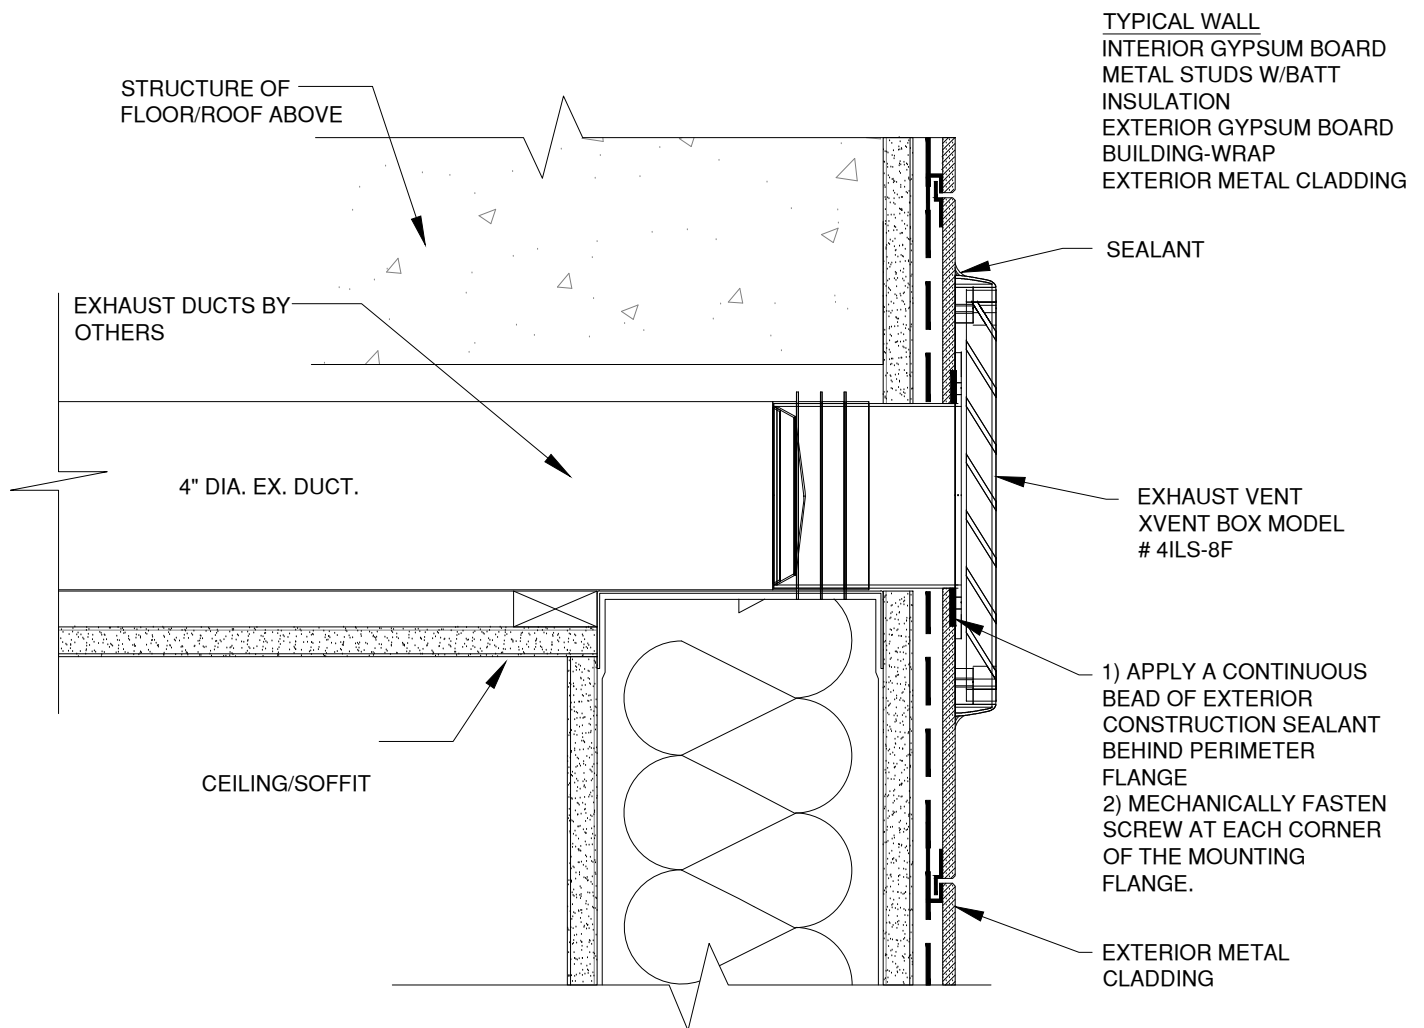 TYPICAL WALL
INTERIOR GYPSUM BOARD
METAL STUDS W/BATT
INSULATION
EXTERIOR GYPSUM BOARD
BUILDING-WRAP
EXTERIOR METAL CLADDING
STRUCTURE OF
FLOOR/ROOF ABOVE
SEALANT
EXHAUST DUCTS BY
OTHERS
4" DIA. EX. DUCT.
EXHAUST VENT
XVENT BOX MODEL
# 4ILS-8F
1) APPLY A CONTINUOUS
BEAD OF EXTERIOR
CONSTRUCTION SEALANT
BEHIND PERIMETER
FLANGE
2) MECHANICALLY FASTEN
SCREW AT EACH CORNER
OF THE MOUNTING
FLANGE.
CEILING/SOFFIT
EXTERIOR METAL
CLADDING